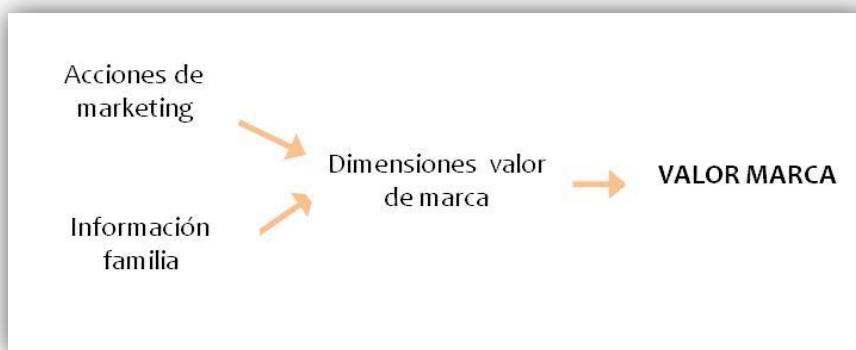 Acciones de
marketing
Información
familia
Dimensiones valor
de marca
VALOR MARCA